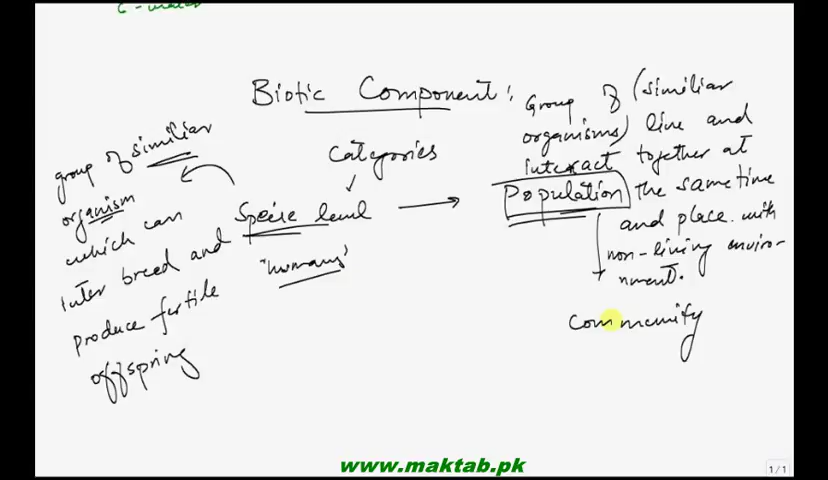 Biotic Component:
Categories
Speise level
"humans"
group of similiar
organism
which can
Inter breed and
Produce fertile
offspring
Group of (similiar
organisms) live and
interact together at
Population the same time
and place with
non-living enviro-
nment.
Community
www.maktab.pk
1/1